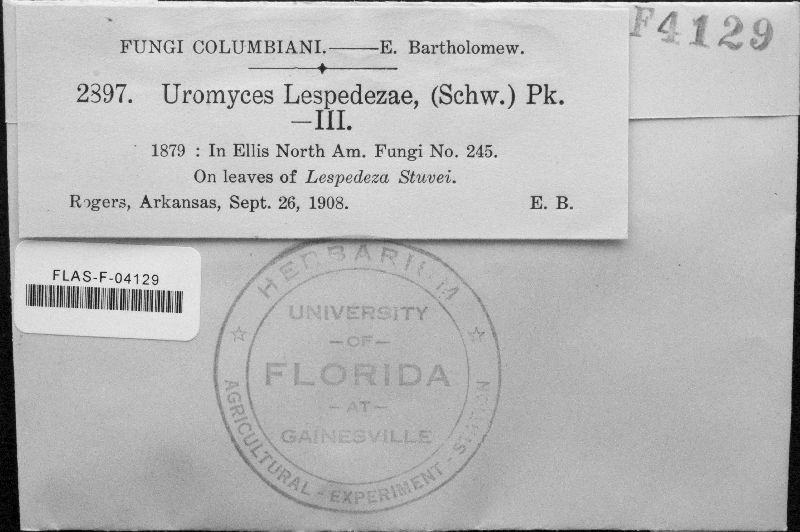 F4129
FUNGI COLUMBIANI.——E. Bartholomew.
2897. Uromyces Lespedezae, (Schw.) Pk.
—III.
1879 : In Ellis North Am. Fungi No. 245.
On leaves of Lespedeza Stuvei.
Rogers, Arkansas, Sept. 26, 1908. E. B.
FLAS-F-04129
HERBARIUM
UNIVERSITY
—OF—
FLORIDA
—AT—
GAINESVILLE
AGRICULTURAL - EXPERIMENT - STATION